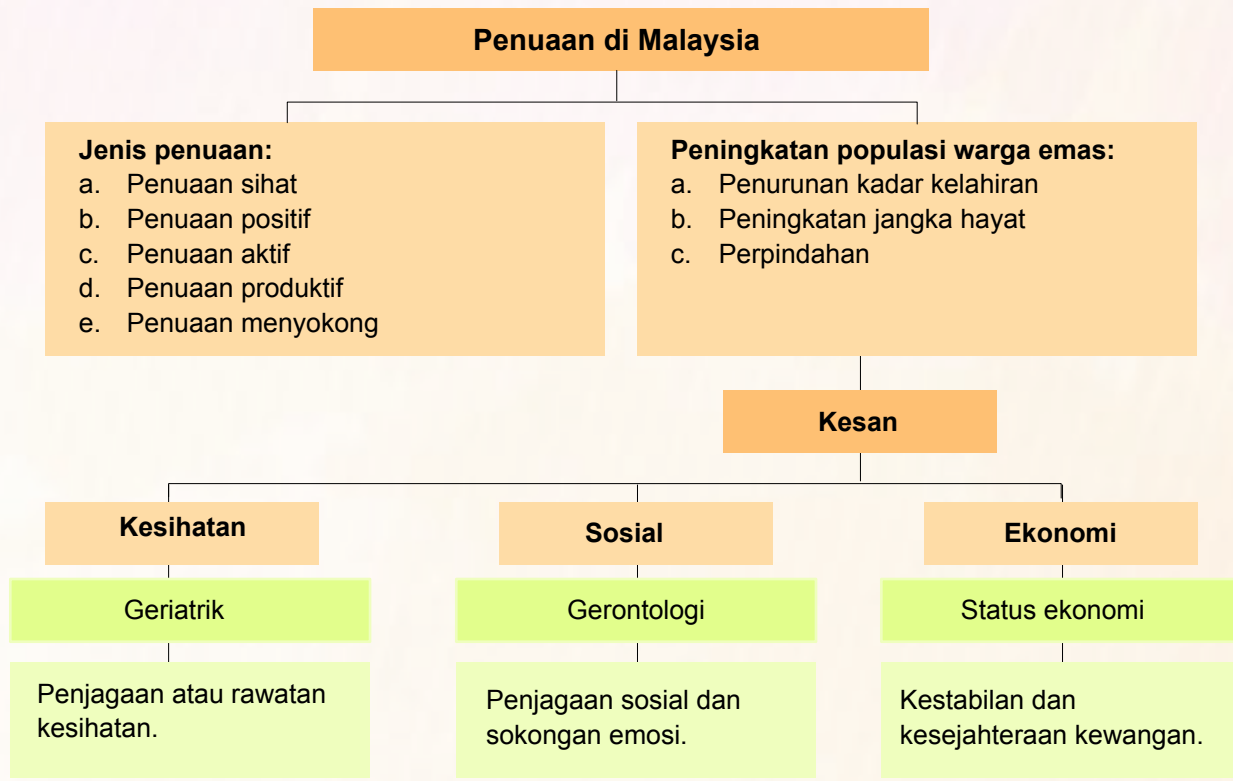 Penuaan di Malaysia
Jenis penuaan:
a. Penuaan sihat
b. Penuaan positif
c. Penuaan aktif
d. Penuaan produktif
e. Penuaan menyokong
Peningkatan populasi warga emas:
a. Penurunan kadar kelahiran
b. Peningkatan jangka hayat
c. Perpindahan
Kesan
Kesihatan
Geriatrik
Penjagaan atau rawatan
kesihatan.
Sosial
Gerontologi
Penjagaan sosial dan
sokongan emosi.
Ekonomi
Status ekonomi
Kestabilan dan
kesejahteraan kewangan.